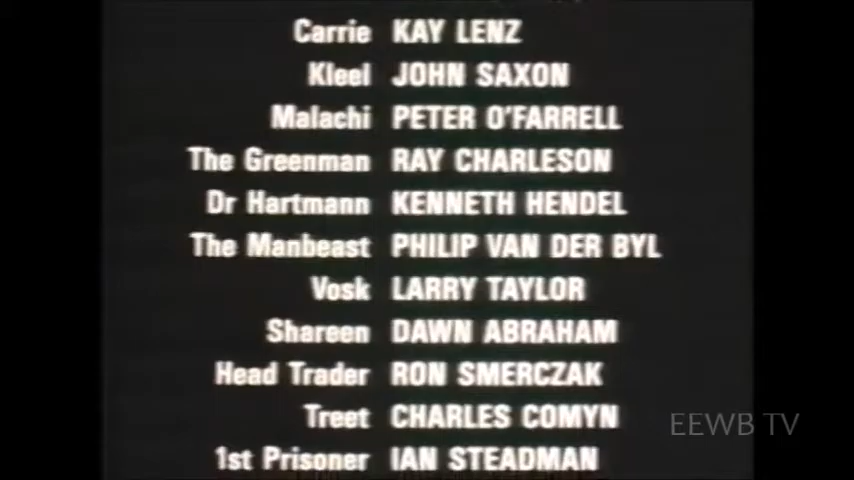 Carrie KAY LENZ
Kleel JOHN SAXON
Malachi PETER O'FARRELL
The Greenman RAY CHARLESON
Dr Hartmann KENNETH HENDEL
The Manbeast PHILIP VAN DER BYL
Vosk LARRY TAYLOR
Shareen DAWN ABRAHAM
Head Trader RON SMERCZAK
Treet CHARLES COMYN
1st Prisoner IAN STEADMAN
EEWB TV